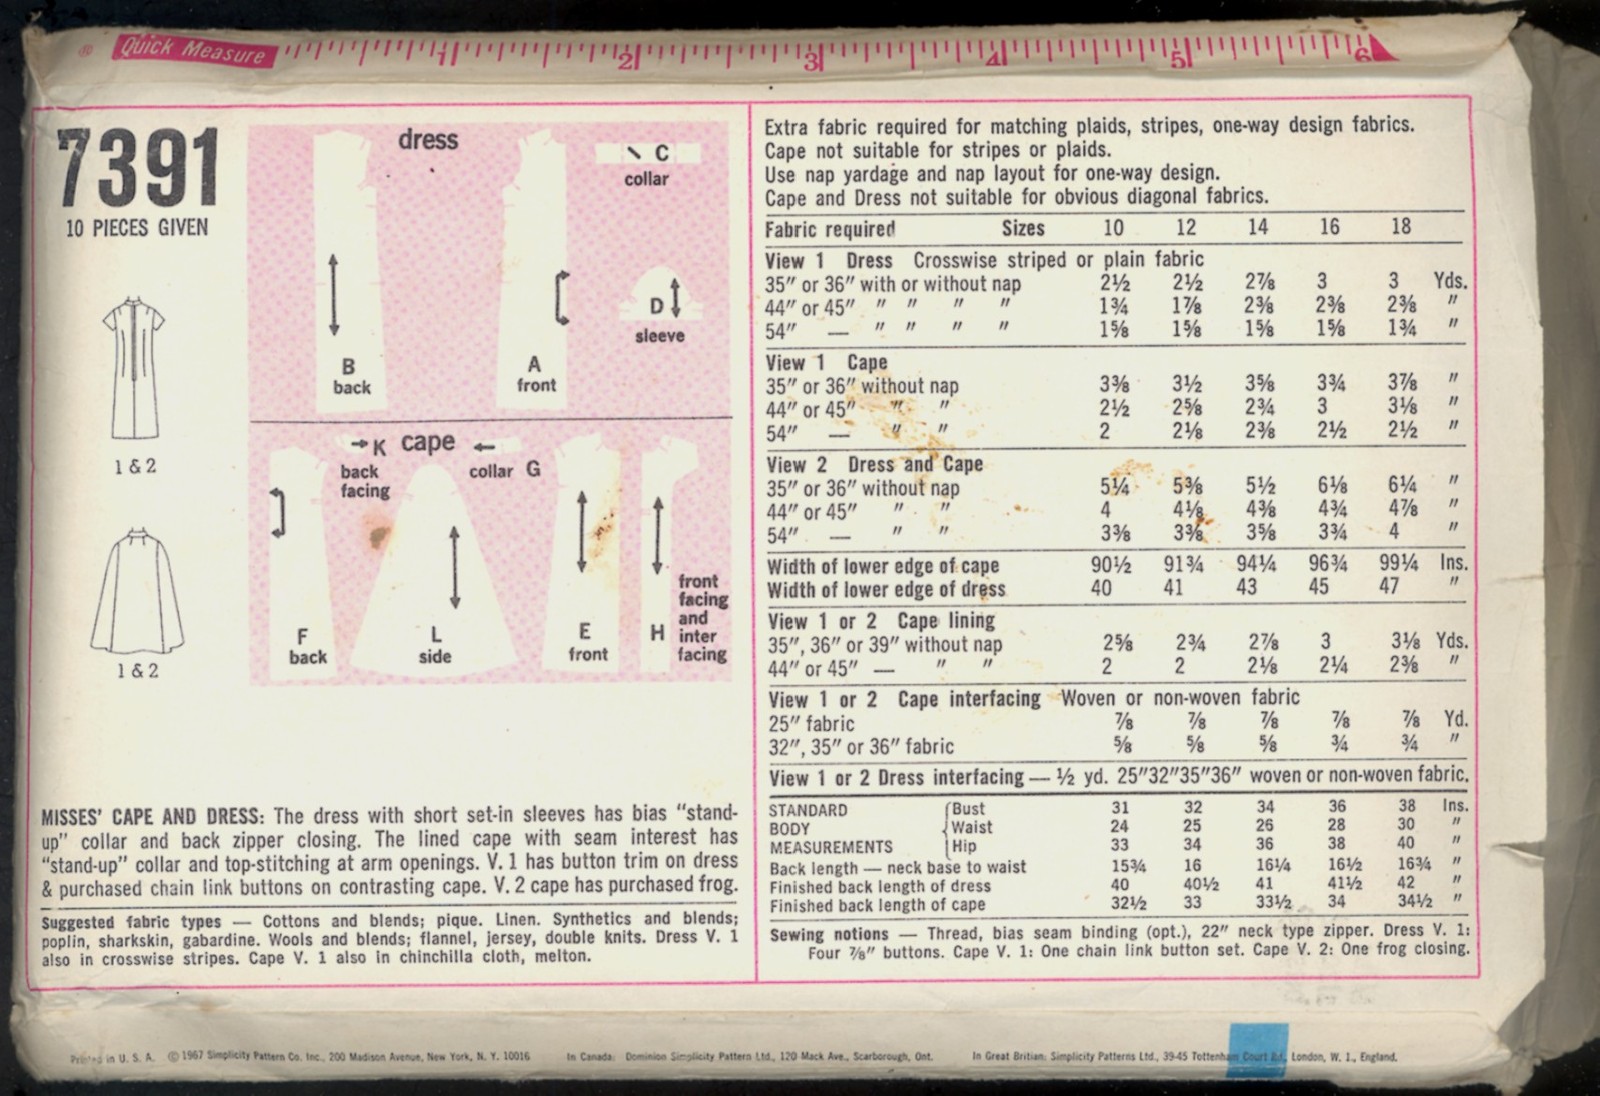 Quick Measure
1 2 3 4 5 6
7391
10 PIECES GIVEN
dress
C
collar
D
sleeve
B
back
A
front
1 & 2
cape
K
back
facing
collar G
F
back
L
side
E
front
H
front
facing
and
inter
facing
1 & 2
MISSES' CAPE AND DRESS: The dress with short set-in sleeves has bias "stand-
up" collar and back zipper closing. The lined cape with seam interest has
"stand-up" collar and top-stitching at arm openings. V. 1 has button trim on dress
& purchased chain link buttons on contrasting cape. V. 2 cape has purchased frog.
Suggested fabric types — Cottons and blends; pique. Linen. Synthetics and blends;
poplin, sharkskin, gabardine. Wools and blends; flannel, jersey, double knits. Dress V. 1
also in crosswise stripes. Cape V. 1 also in chinchilla cloth, melton.
Extra fabric required for matching plaids, stripes, one-way design fabrics.
Cape not suitable for stripes or plaids.
Use nap yardage and nap layout for one-way design.
Cape and Dress not suitable for obvious diagonal fabrics.
Fabric required Sizes 10 12 14 16 18
View 1 Dress Crosswise striped or plain fabric
35″ or 36″ with or without nap 2½ 2½ 2⅞ 3 3 Yds.
44″ or 45″ ″ ″ ″ ″ 1¾ 1⅞ 2⅜ 2⅜ 2⅜ ″
54″ — ″ ″ ″ ″ 1⅝ 1⅝ 1⅝ 1⅝ 1¾ ″
View 1 Cape
35″ or 36″ without nap 3⅜ 3½ 3⅝ 3¾ 3⅞ ″
44″ or 45″ ″ ″ 2½ 2⅝ 2¾ 3 3⅛ ″
54″ — ″ ″ 2 2⅛ 2⅜ 2½ 2½ ″
View 2 Dress and Cape
35″ or 36″ without nap 5¼ 5⅜ 5½ 6⅛ 6¼ ″
44″ or 45″ ″ ″ 4 4⅛ 4⅜ 4¾ 4⅞ ″
54″ — ″ ″ 3⅜ 3⅜ 3⅝ 3¾ 4 ″
Width of lower edge of cape 90½ 91¾ 94¼ 96¾ 99¼ Ins.
Width of lower edge of dress 40 41 43 45 47 ″
View 1 or 2 Cape lining
35″, 36″ or 39″ without nap 2⅝ 2¾ 2⅞ 3 3⅛ Yds.
44″ or 45″ — ″ ″ 2 2 2⅛ 2¼ 2⅜ ″
View 1 or 2 Cape interfacing Woven or non-woven fabric
25″ fabric ⅞ ⅞ ⅞ ⅞ ⅞ Yd.
32″, 35″ or 36″ fabric ⅝ ⅝ ⅝ ¾ ¾ ″
View 1 or 2 Dress interfacing — ½ yd. 25″32″35″36″ woven or non-woven fabric.
STANDARD Bust 31 32 34 36 38 Ins.
BODY Waist 24 25 26 28 30 ″
MEASUREMENTS Hip 33 34 36 38 40 ″
Back length — neck base to waist 15¾ 16 16¼ 16½ 16¾ ″
Finished back length of dress 40 40½ 41 41½ 42 ″
Finished back length of cape 32½ 33 33½ 34 34½ ″
Sewing notions — Thread, bias seam binding (opt.), 22″ neck type zipper. Dress V. 1:
Four ⅞″ buttons. Cape V. 1: One chain link button set. Cape V. 2: One frog closing.
Printed in U. S. A. © 1967 Simplicity Pattern Co. Inc., 200 Madison Avenue, New York, N. Y. 10016 In Canada: Dominion Simplicity Pattern Ltd., 120 Mack Ave., Scarborough, Ont. In Great Britian: Simplicity Patterns Ltd., 39-45 Tottenham Court Rd., London, W. 1., England.